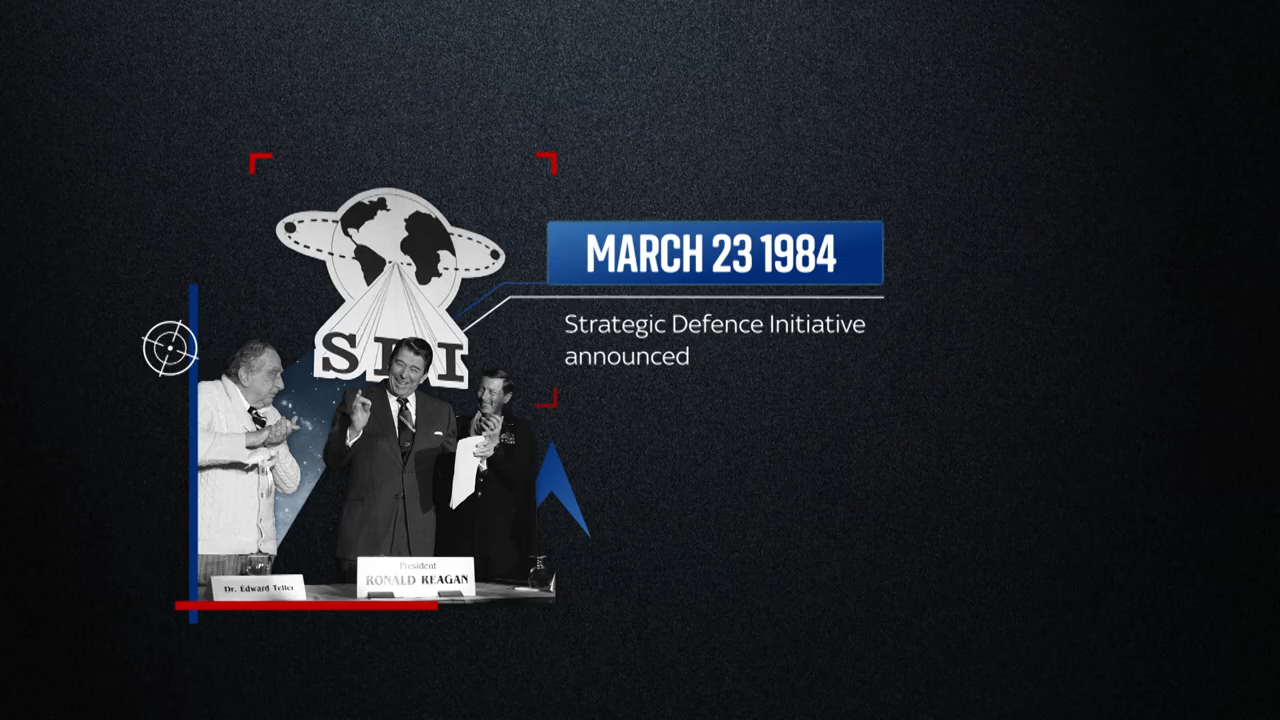 MARCH 23 1984
Strategic Defence Initiative
announced
SDI
President
RONALD REAGAN
Dr. Edward Teller